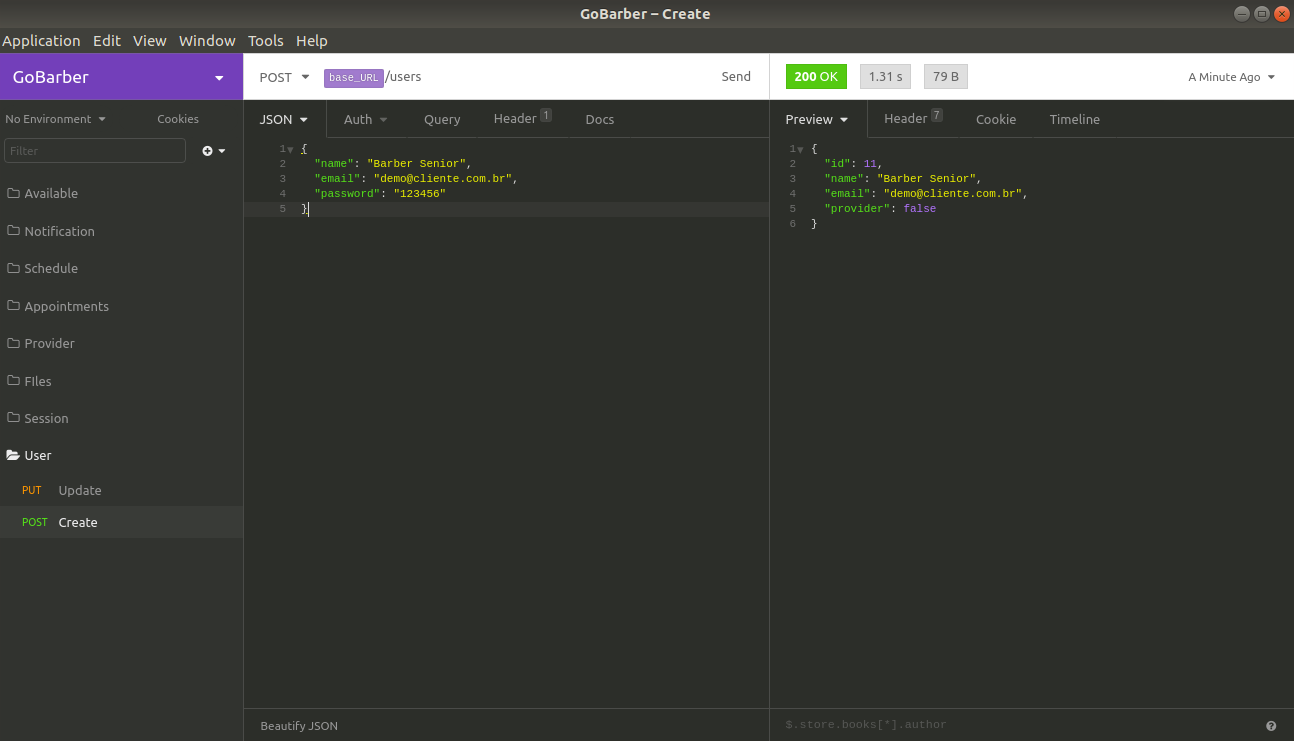 GoBarber – Create
Application Edit View Window Tools Help
GoBarber
POST base_URL/users Send
200 OK 1.31 s 79 B A Minute Ago
No Environment Cookies
Filter
Available
Notification
Schedule
Appointments
Provider
FIles
Session
User
PUT Update
POST Create
JSON Auth Query Header 1 Docs
1 {
2 "name": "Barber Senior",
3 "email": "demo@cliente.com.br",
4 "password": "123456"
5 }
Beautify JSON
Preview Header 7 Cookie Timeline
1 {
2 "id": 11,
3 "name": "Barber Senior",
4 "email": "demo@cliente.com.br",
5 "provider": false
6 }
$.store.books[*].author